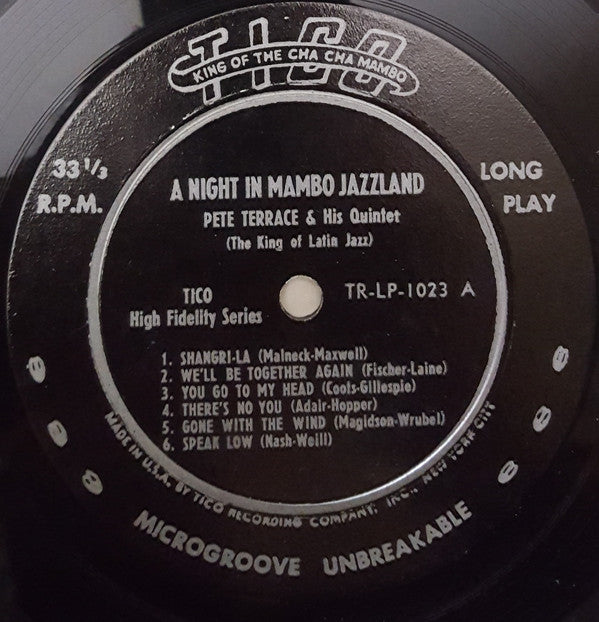 TICO
KING OF THE CHA CHA MAMBO
33 1/3
R.P.M.
LONG
PLAY
A NIGHT IN MAMBO JAZZLAND
PETE TERRACE & His Quintet
(The King of Latin Jazz)
TICO
High Fidelity Series
TR-LP-1023 A
1. SHANGRI-LA (Malneck-Maxwell)
2. WE'LL BE TOGETHER AGAIN (Fischer-Laine)
3. YOU GO TO MY HEAD (Coots-Gillespie)
4. THERE'S NO YOU (Adair-Hopper)
5. GONE WITH THE WIND (Magidson-Wrubel)
6. SPEAK LOW (Nash-Weill)
MADE IN U.S.A. BY TICO RECORDING COMPANY, INC., NEW YORK CITY
MICROGROOVE UNBREAKABLE